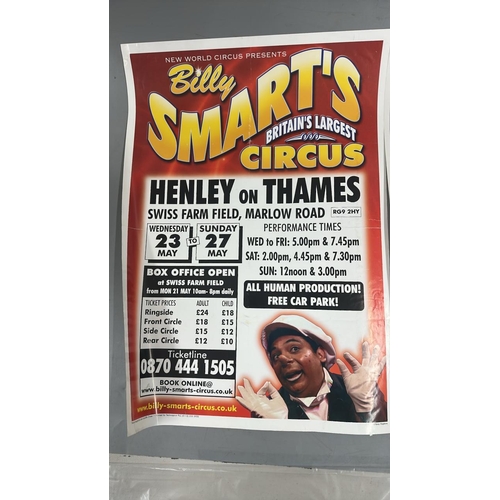 NEW WORLD CIRCUS PRESENTS
Billy
SMART'S
BRITAIN'S LARGEST
CIRCUS
HENLEY ON THAMES
SWISS FARM FIELD, MARLOW ROAD RG9 2HY
WEDNESDAY
23
MAY
TO
SUNDAY
27
MAY
BOX OFFICE OPEN
at SWISS FARM FIELD
from MON 21 MAY 10am- 8pm daily
TICKET PRICES ADULT CHILD
Ringside £24 £18
Front Circle £18 £15
Side Circle £15 £12
Rear Circle £12 £10
Ticketline
0870 444 1505
BOOK ONLINE@
www.billy-smarts-circus.co.uk
PERFORMANCE TIMES
WED to FRI: 5.00pm & 7.45pm
SAT: 2.00pm, 4.45pm & 7.30pm
SUN: 12noon & 3.00pm
ALL HUMAN PRODUCTION!
FREE CAR PARK!
www.billy-smarts-circus.co.uk